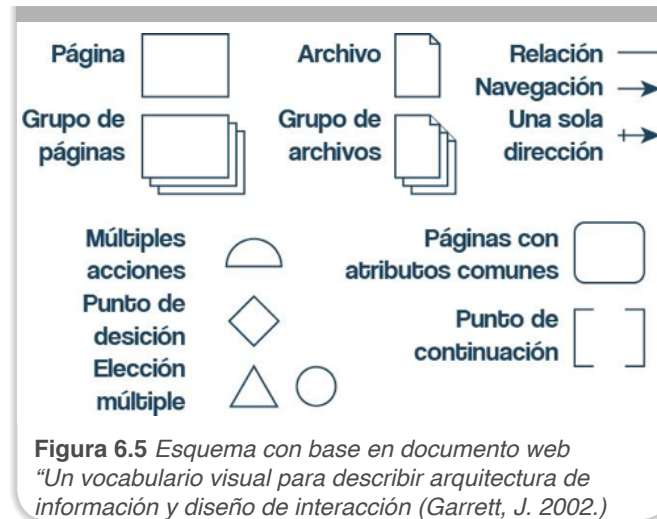 Página
Archivo
Relación
Navegación
Grupo de
páginas
Grupo de
archivos
Una sola
dirección
Múltiples
acciones
Páginas con
atributos comunes
Punto de
desición
Punto de
continuación
Elección
múltiple
Figura 6.5 Esquema con base en documento web
“Un vocabulario visual para describir arquitectura de
información y diseño de interacción (Garrett, J. 2002.)